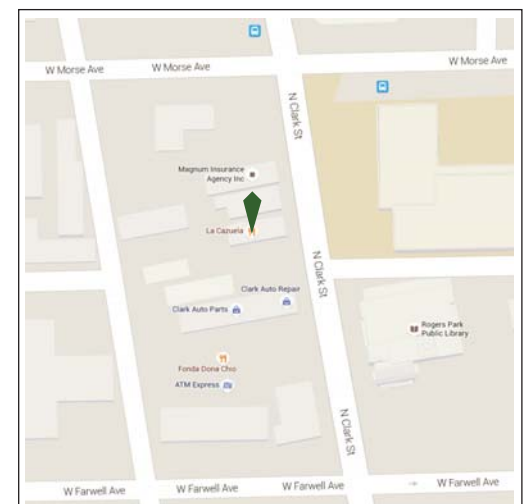 W Morse Ave
W Morse Ave
W Morse Ave
N Clark St
Magnum Insurance
Agency Inc
La Cazuela
N Clark St
Clark Auto Repair
Clark Auto Parts
Rogers Park
Public Library
Fonda Dona Chio
ATM Express
N Clark St
W Farwell Ave
W Farwell Ave
W Farwell Ave
W Farwell Ave